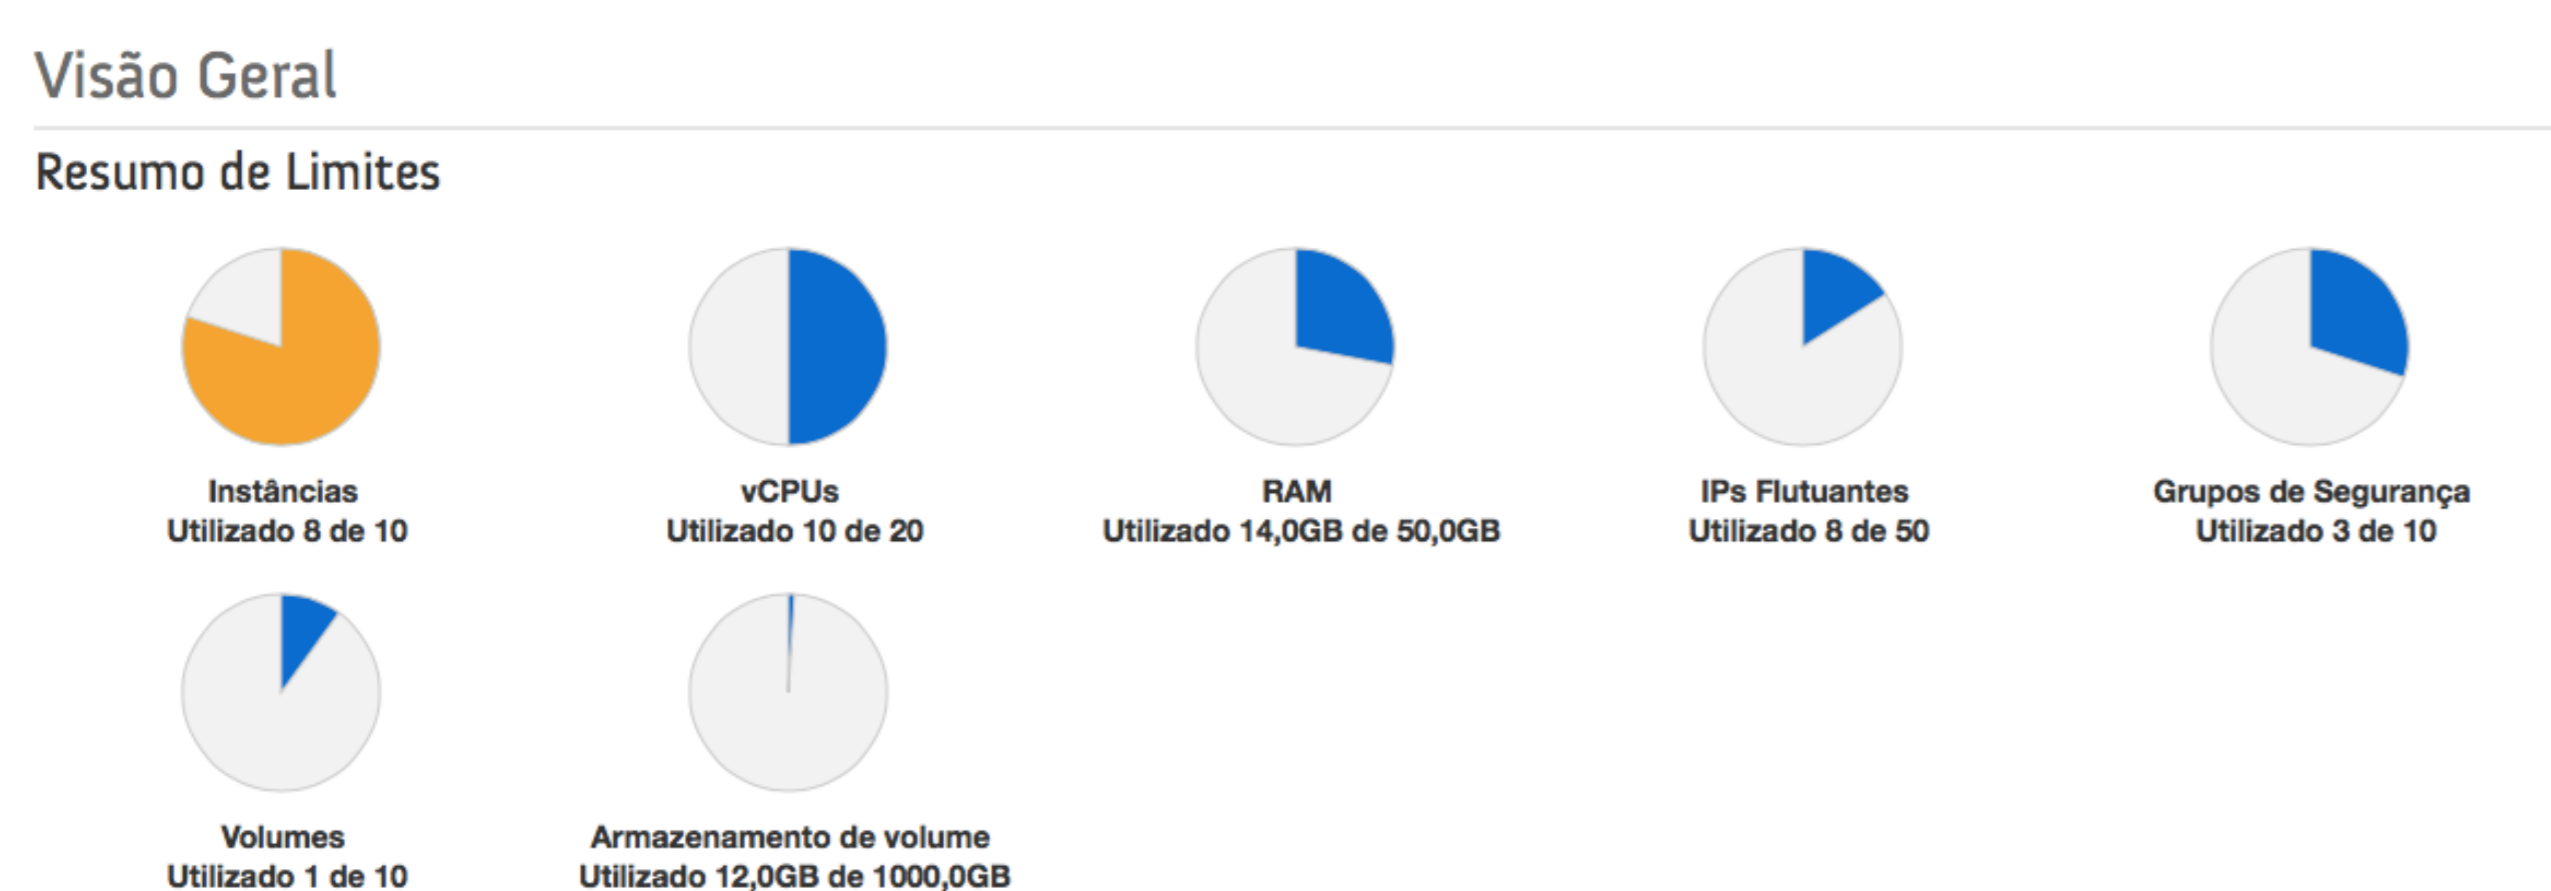 Visão Geral
Resumo de Limites
Instâncias
Utilizado 8 de 10
vCPUs
Utilizado 10 de 20
RAM
Utilizado 14,0GB de 50,0GB
IPs Flutuantes
Utilizado 8 de 50
Grupos de Segurança
Utilizado 3 de 10
Volumes
Utilizado 1 de 10
Armazenamento de volume
Utilizado 12,0GB de 1000,0GB